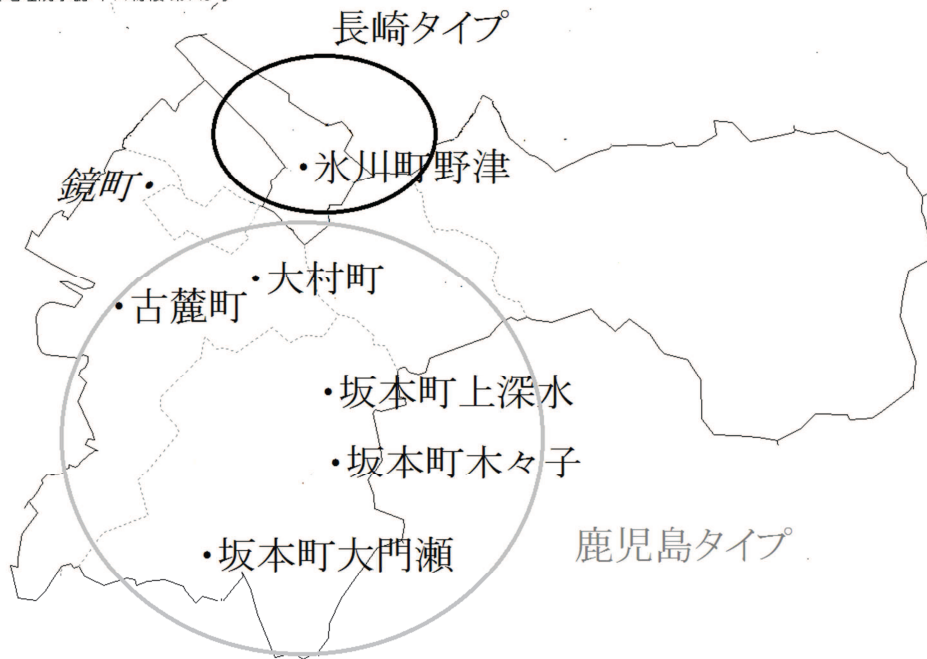 長崎タイプ
・氷川町野津
鏡町・
・大村町
・古麓町
・坂本町上深水
・坂本町木々子
・坂本町大門瀬
鹿児島タイプ